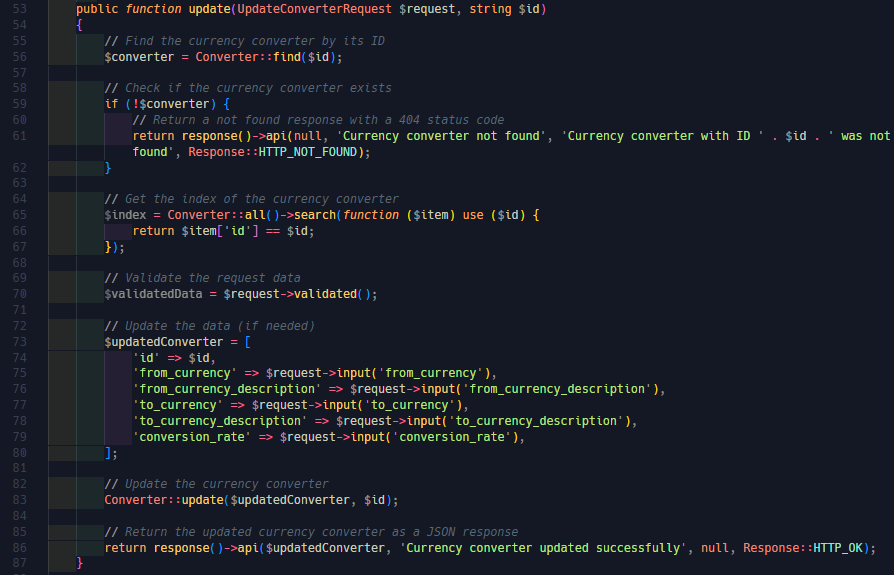 53 public function update(UpdateConverterRequest $request, string $id)
54 {
55 // Find the currency converter by its ID
56 $converter = Converter::find($id);
57
58 // Check if the currency converter exists
59 if (!$converter) {
60 // Return a not found response with a 404 status code
61 return response()->api(null, 'Currency converter not found', 'Currency converter with ID ' . $id . ' was not
found', Response::HTTP_NOT_FOUND);
62 }
63
64 // Get the index of the currency converter
65 $index = Converter::all()->search(function ($item) use ($id) {
66 return $item['id'] == $id;
67 });
68
69 // Validate the request data
70 $validatedData = $request->validated();
71
72 // Update the data (if needed)
73 $updatedConverter = [
74 'id' => $id,
75 'from_currency' => $request->input('from_currency'),
76 'from_currency_description' => $request->input('from_currency_description'),
77 'to_currency' => $request->input('to_currency'),
78 'to_currency_description' => $request->input('to_currency_description'),
79 'conversion_rate' => $request->input('conversion_rate'),
80 ];
81
82 // Update the currency converter
83 Converter::update($updatedConverter, $id);
84
85 // Return the updated currency converter as a JSON response
86 return response()->api($updatedConverter, 'Currency converter updated successfully', null, Response::HTTP_OK);
87 }